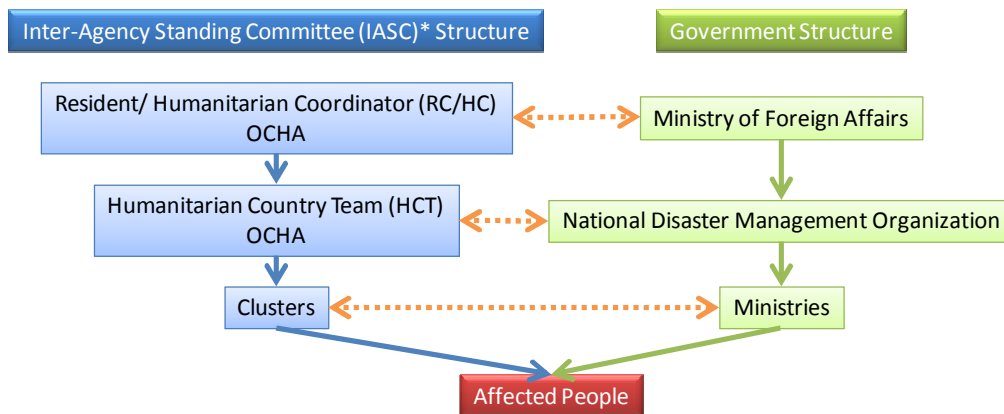 Inter-Agency Standing Committee (IASC)* Structure
Government Structure
Resident/ Humanitarian Coordinator (RC/HC)
OCHA
Ministry of Foreign Affairs
Humanitarian Country Team (HCT)
OCHA
National Disaster Management Organization
Clusters
Ministries
Affected People